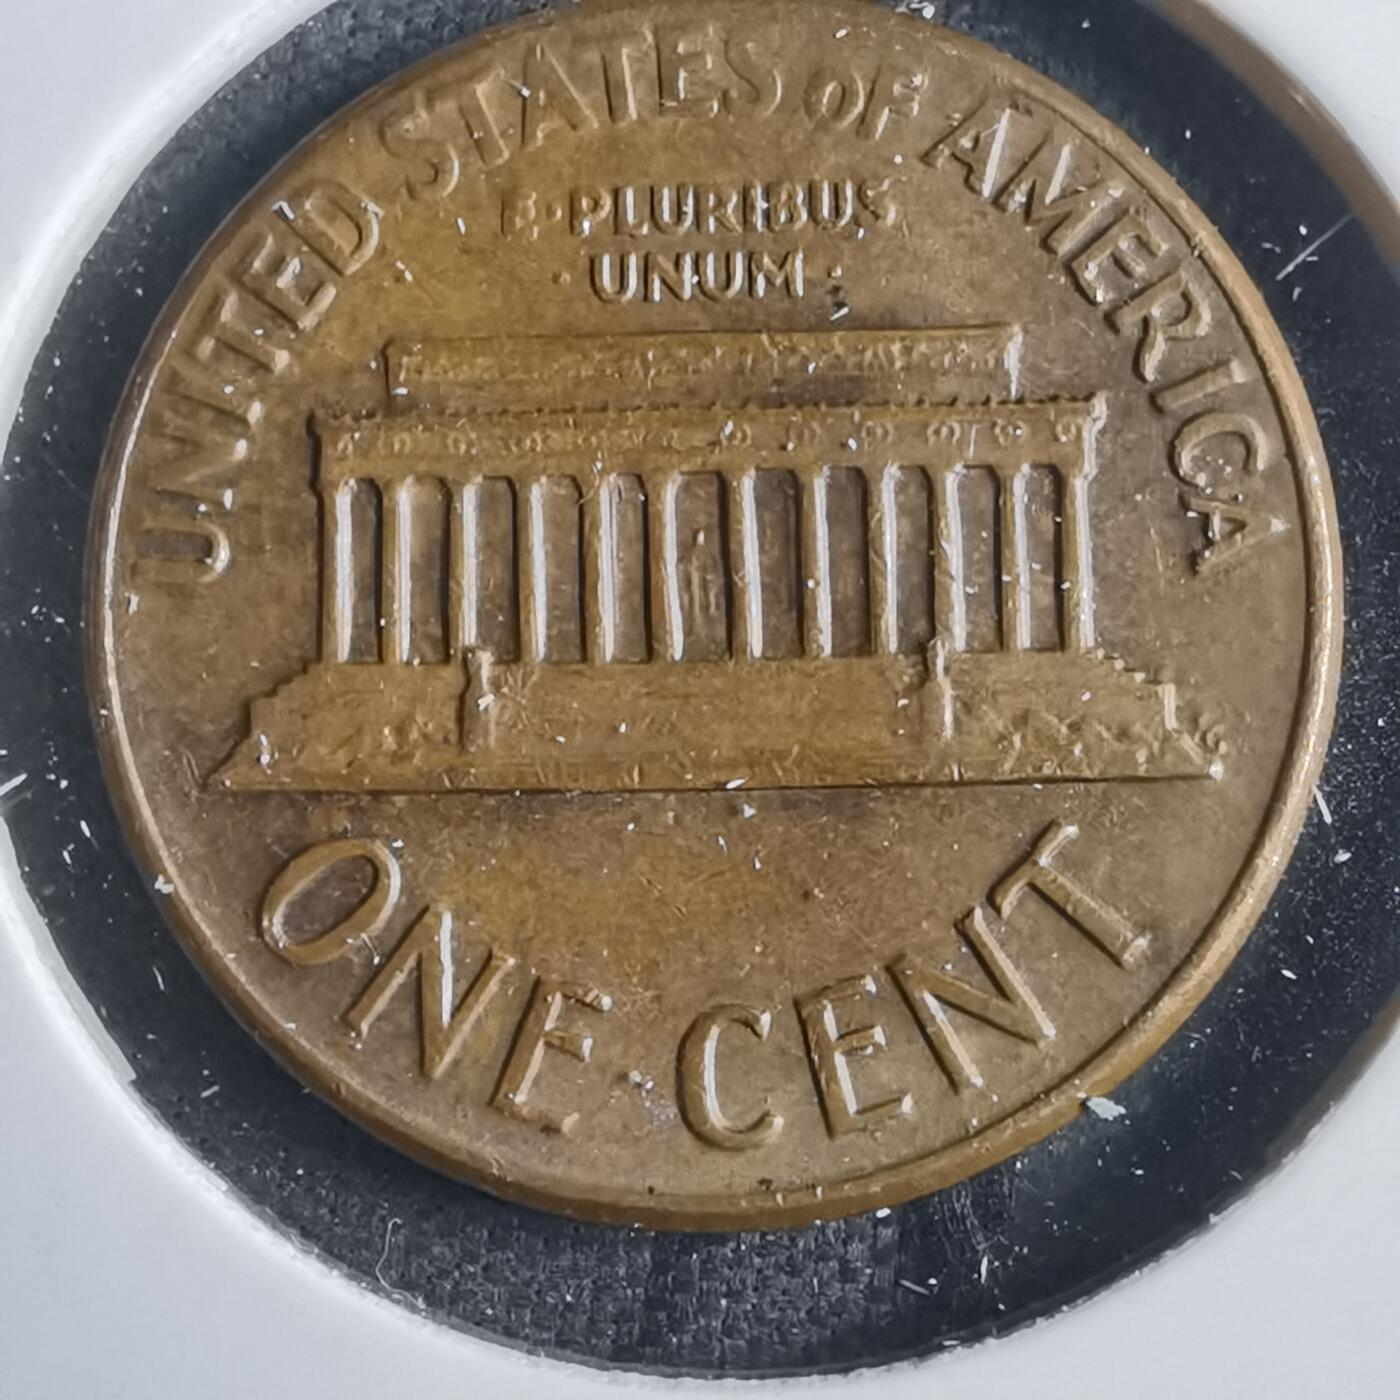 UNITED STATES OF AMERICA
E·PLURIBUS
·UNUM·
ONE CENT